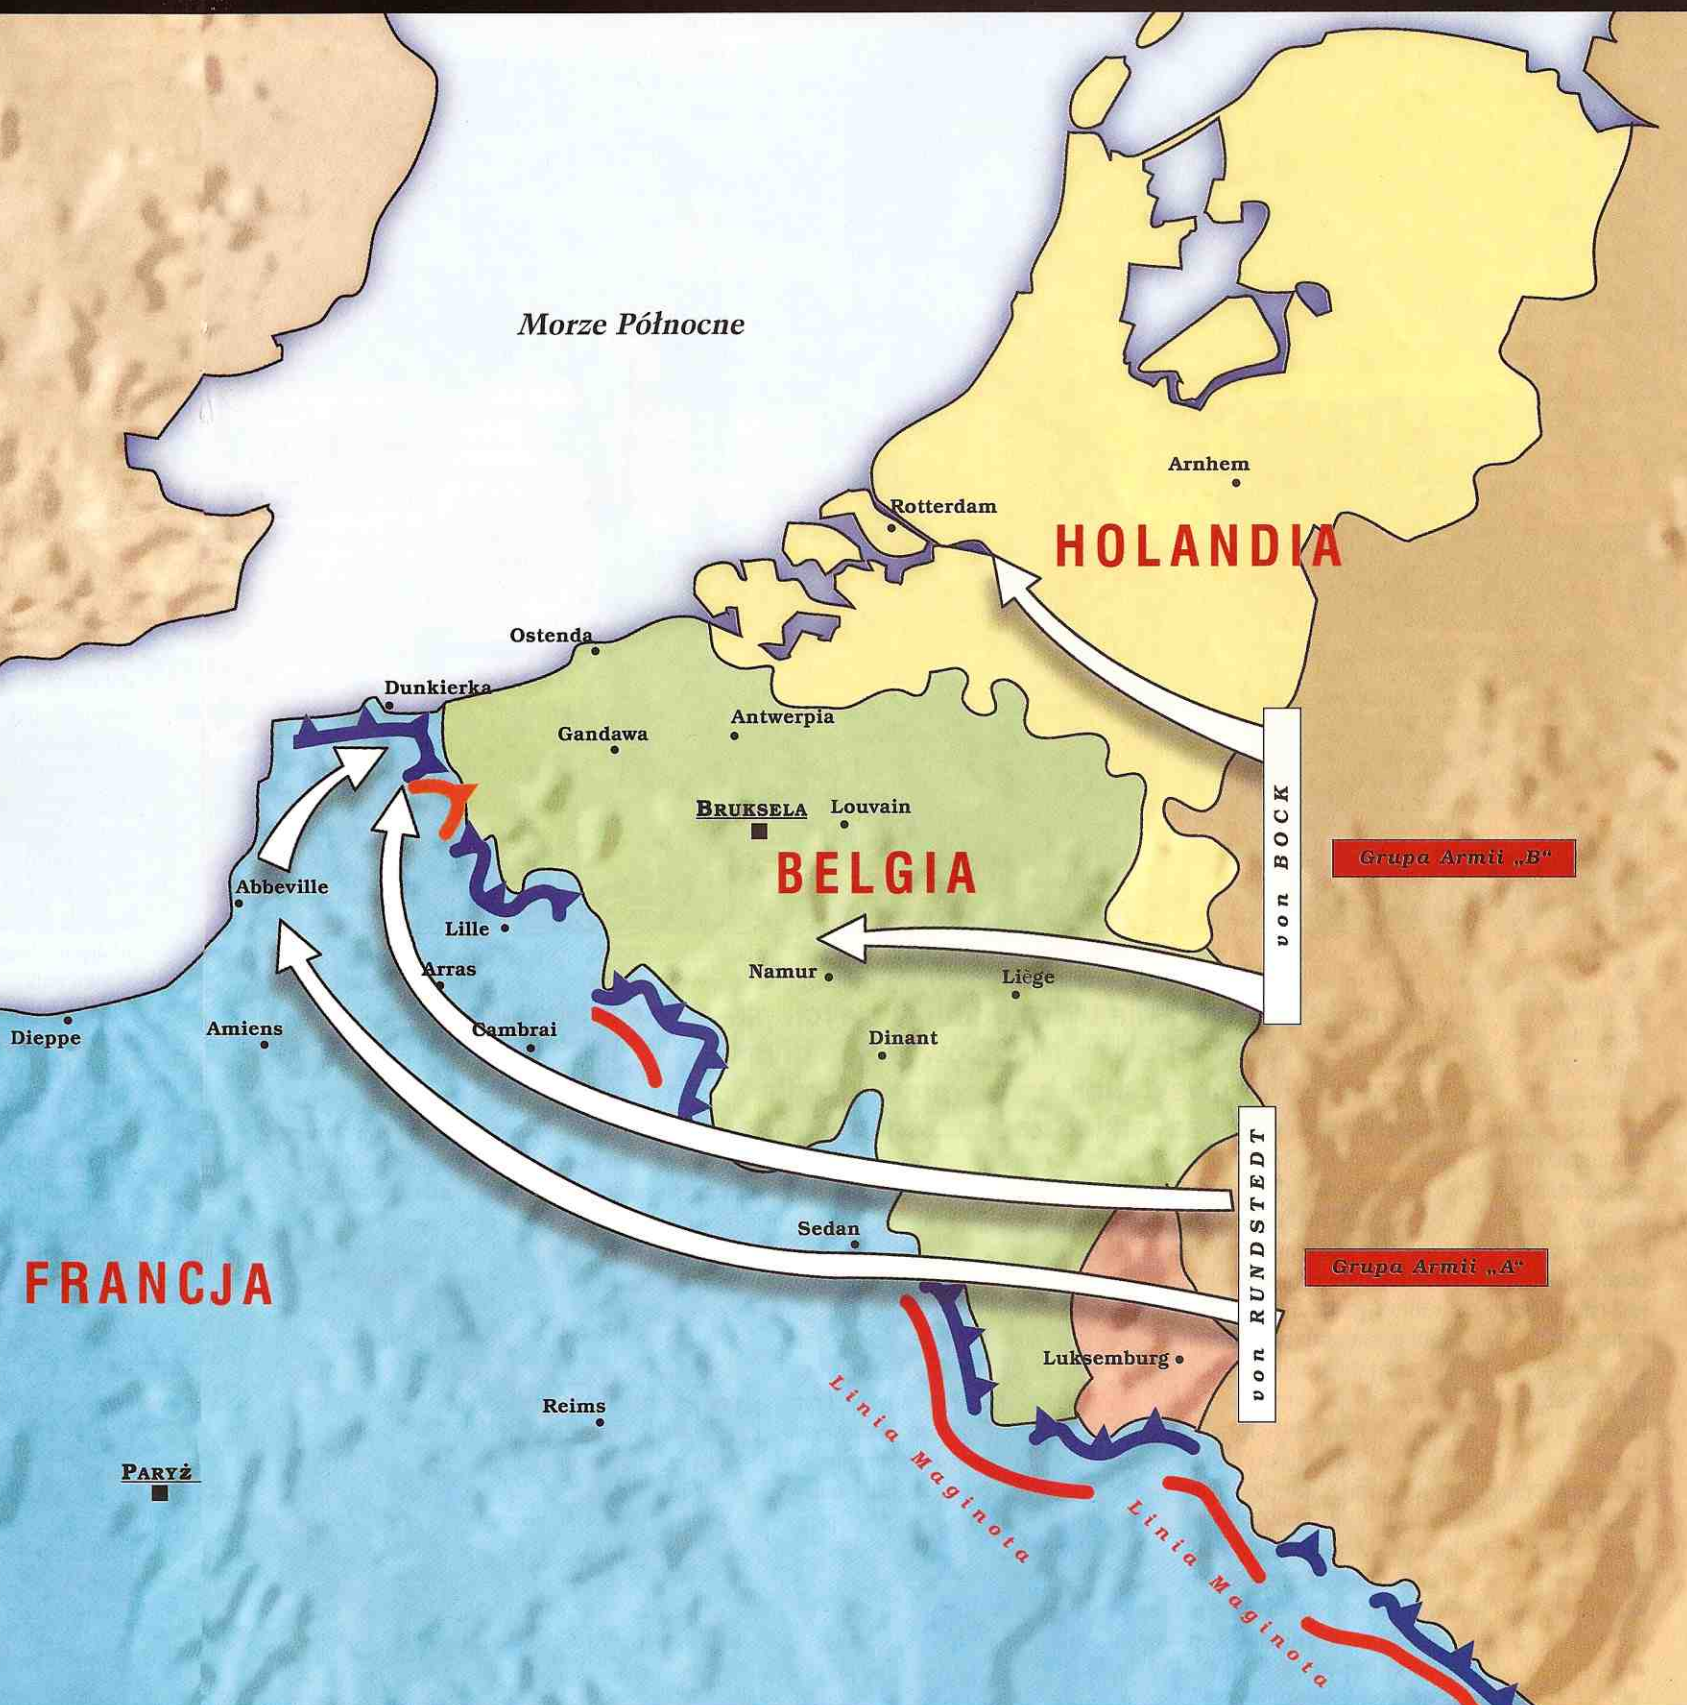 Morze Północne
Arnhem
Rotterdam
HOLANDIA
Ostenda
Dunkierka
Gandawa
Antwerpia
BRUKSELA
Louvain
BELGIA
von BOCK
Grupa Armii „B“
Abbeville
Lille
Arras
Namur
Liège
Dieppe
Amiens
Cambrai
Dinant
Sedan
FRANCJA
von RUNDSTEDT
Grupa Armii „A“
Luksemburg
Reims
PARYŻ
Linia Maginota
Linia Maginota